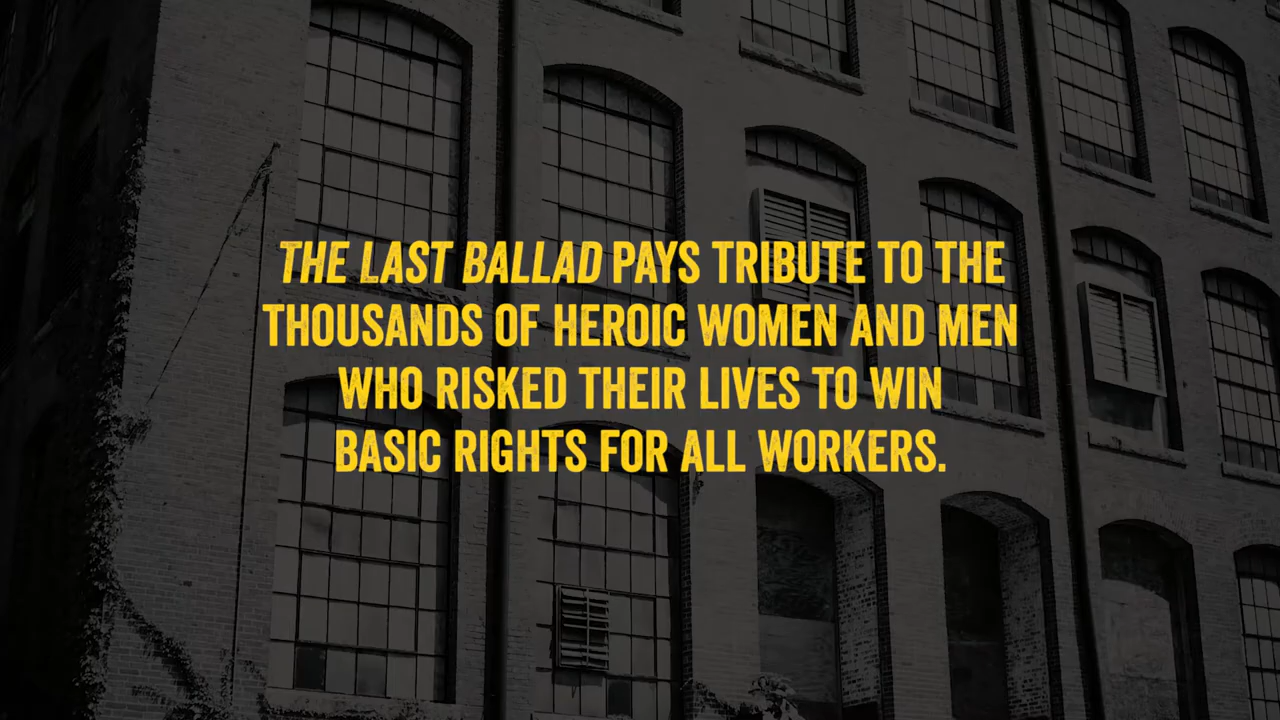 THE LAST BALLAD PAYS TRIBUTE TO THE
THOUSANDS OF HEROIC WOMEN AND MEN
WHO RISKED THEIR LIVES TO WIN
BASIC RIGHTS FOR ALL WORKERS.